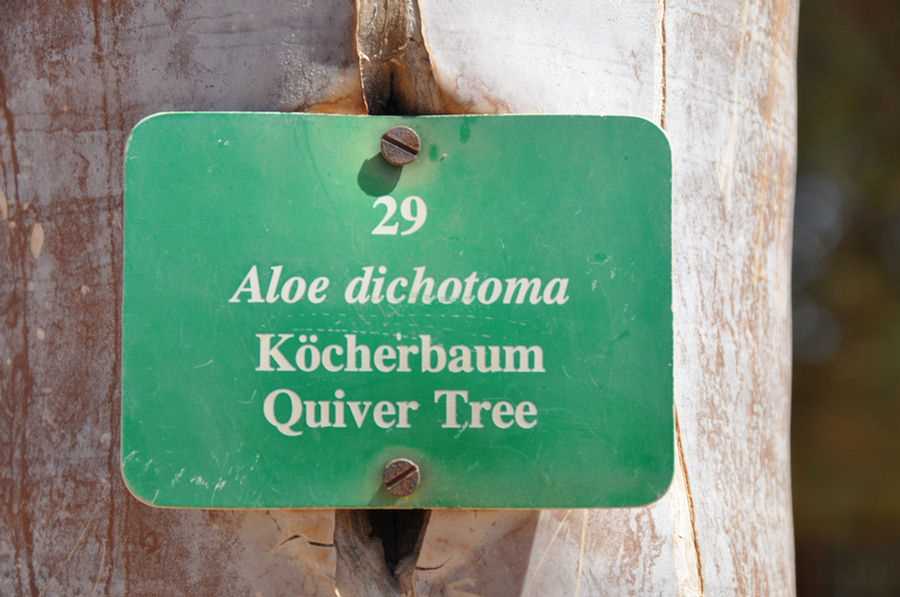 29
Aloe dichotoma
Köcherbaum
Quiver Tree